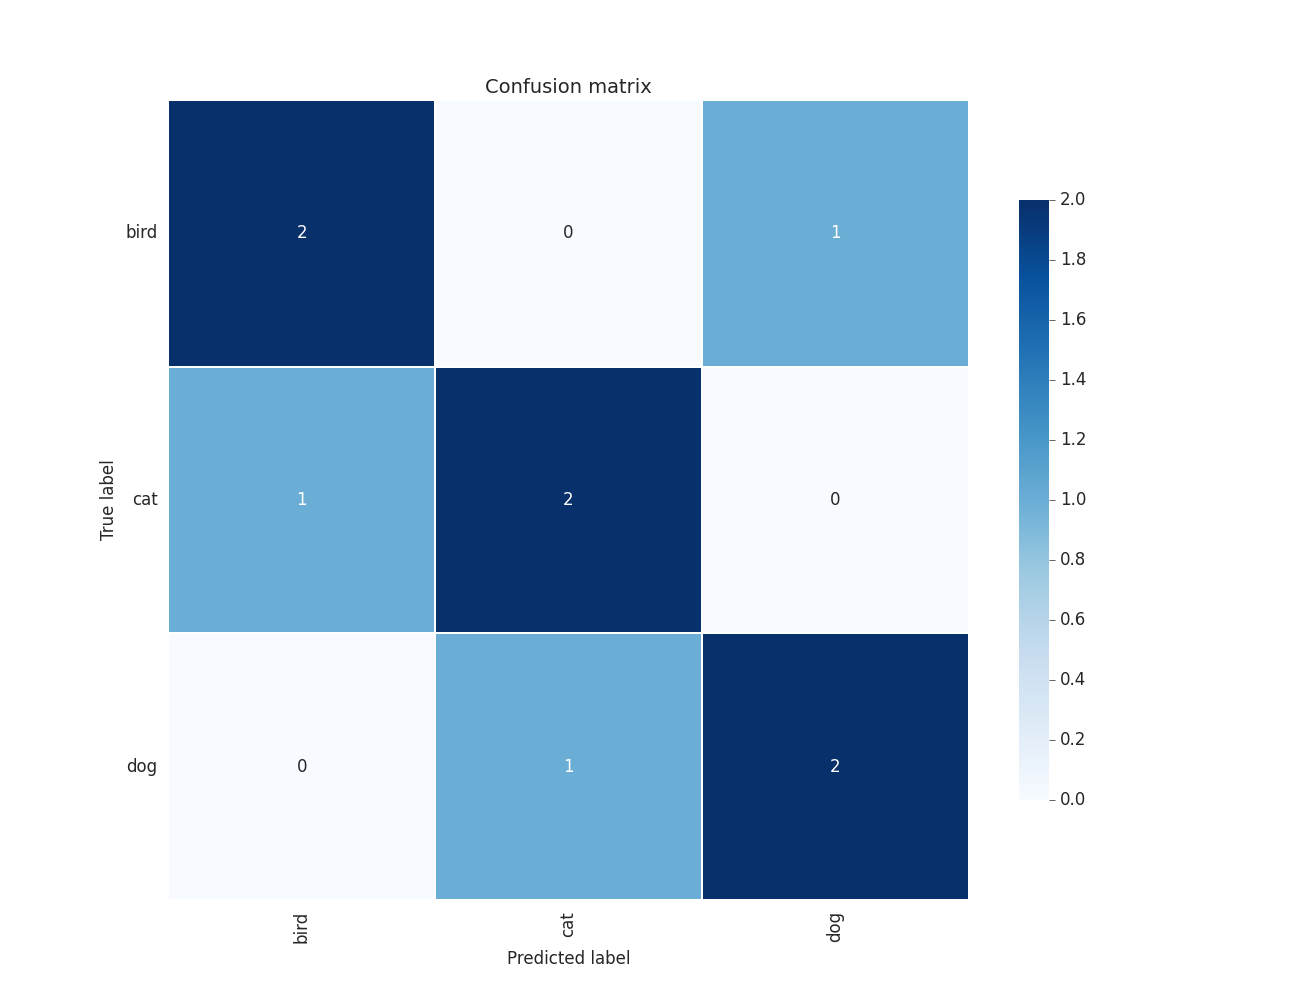 Confusion matrix
True label
bird
cat
dog
2 0 1
1 2 0
0 1 2
bird cat dog
Predicted label
2.0
1.8
1.6
1.4
1.2
1.0
0.8
0.6
0.4
0.2
0.0